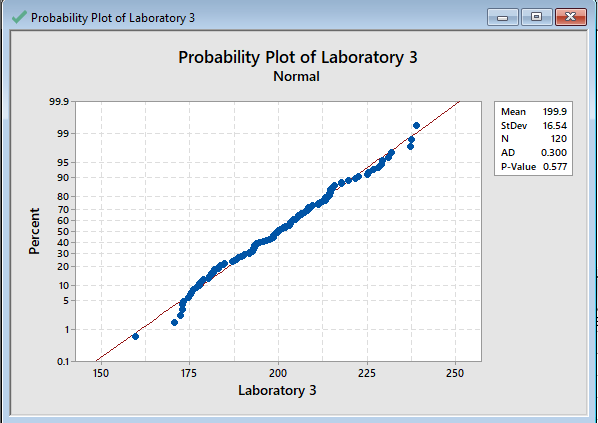 Probability Plot of Laboratory 3
Probability Plot of Laboratory 3
Normal
Mean 199.9
StDev 16.54
N 120
AD 0.300
P-Value 0.577
Percent
99.9
99
95
90
80
70
60
50
40
30
20
10
5
1
0.1
150 175 200 225 250
Laboratory 3